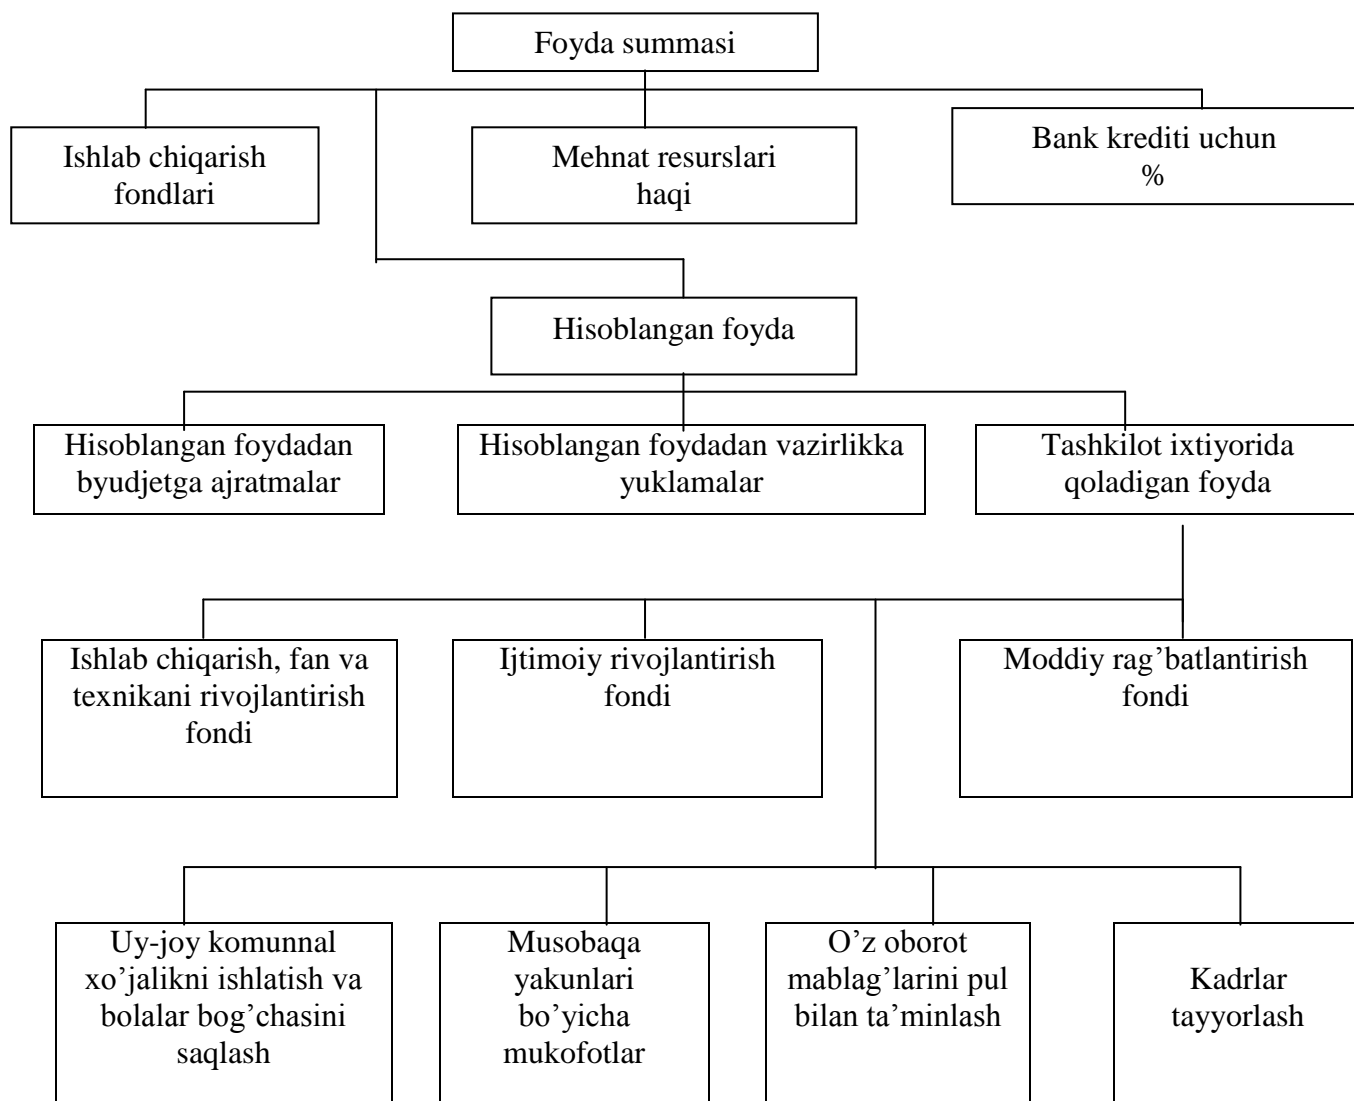 Foyda summasi
Ishlab chiqarish
fondlari
Mehnat resurslari
haqi
Bank krediti uchun
%
Hisoblangan foyda
Hisoblangan foydadan
byudjetga ajratmalar
Hisoblangan foydadan vazirlikka
yuklamalar
Tashkilot ixtiyorida
qoladigan foyda
Ishlab chiqarish, fan va
texnikani rivojlantirish
fondi
Ijtimoiy rivojlantirish
fondi
Moddiy rag’batlantirish
fondi
Uy-joy komunnal
xo’jalikni ishlatish va
bolalar bog’chasini
saqlash
Musobaqa
yakunlari
bo’yicha
mukofotlar
O’z oborot
mablag’larini pul
bilan ta’minlash
Kadrlar
tayyorlash